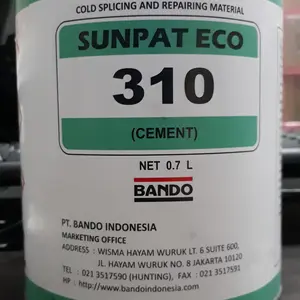 COLD SPLICING AND REPAIRING MATERIAL
SUNPAT ECO
310
(CEMENT)
NET 0.7 L
BANDO
PT. BANDO INDONESIA
MARKETING OFFICE
ADDRESS : WISMA HAYAM WURUK LT. 6 SUITE 600,
JL. HAYAM WURUK NO. 8 JAKARTA 10120
TEL : 021 3517590 (HUNTING), FAX : 021 3517591
HP : http://www.bandoindonesia.com